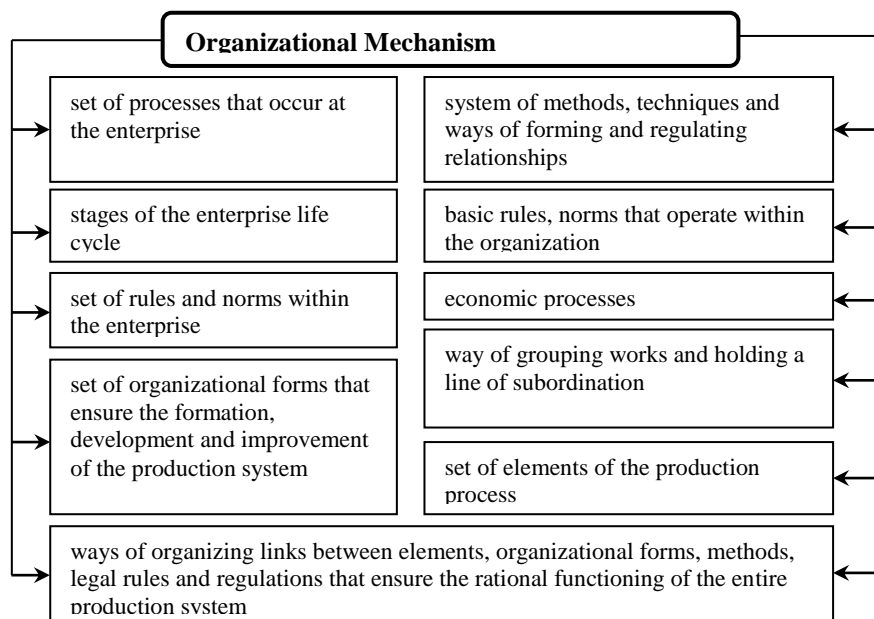 Organizational Mechanism
set of processes that occur at
the enterprise
stages of the enterprise life
cycle
set of rules and norms within
the enterprise
set of organizational forms that
ensure the formation,
development and improvement
of the production system
system of methods, techniques and
ways of forming and regulating
relationships
basic rules, norms that operate within
the organization
economic processes
way of grouping works and holding a
line of subordination
set of elements of the production
process
ways of organizing links between elements, organizational forms, methods,
legal rules and regulations that ensure the rational functioning of the entire
production system